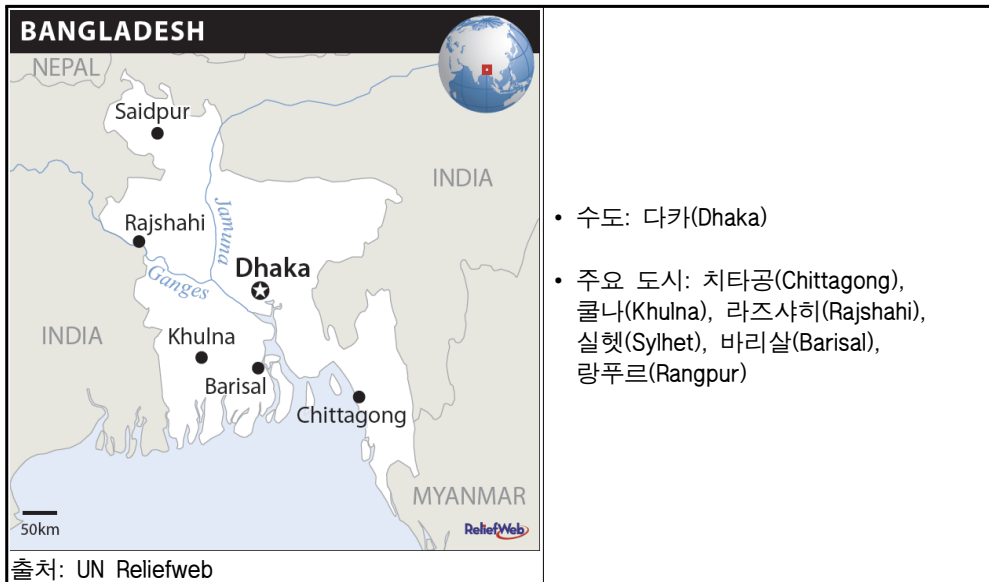 BANGLADESH
NEPAL
Saidpur
INDIA
Jamuna
Rajshahi
Ganges
Dhaka
INDIA
Khulna
Barisal
Chittagong
MYANMAR
50km
ReliefWeb
출처: UN Reliefweb
• 수도: 다카(Dhaka)
• 주요 도시: 치타공(Chittagong),
쿨나(Khulna), 라즈샤히(Rajshahi),
실헷(Sylhet), 바리살(Barisal),
랑푸르(Rangpur)